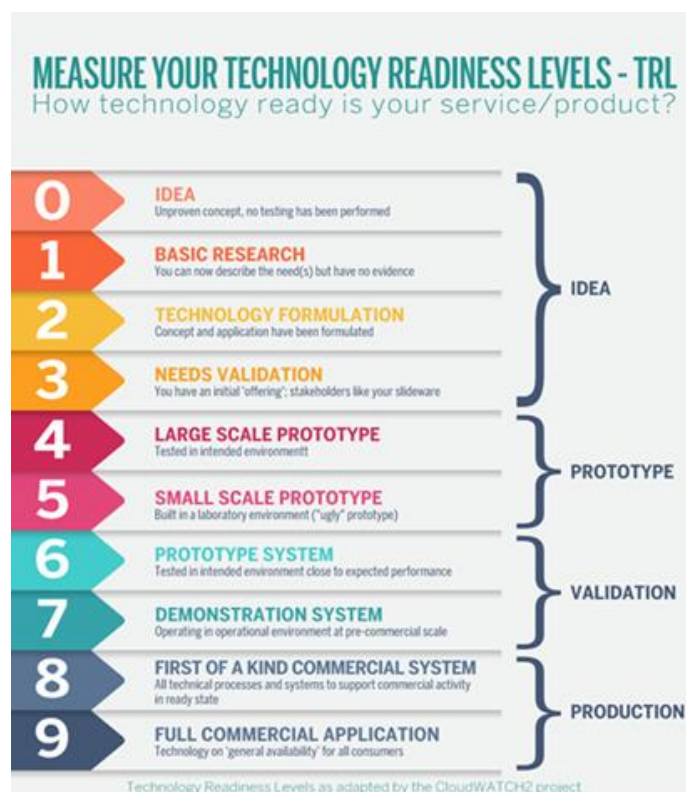 MEASURE YOUR TECHNOLOGY READINESS LEVELS - TRL
How technology ready is your service/product?
0
IDEA
Unproven concept, no testing has been performed
1
BASIC RESEARCH
You can now describe the need(s) but have no evidence
2
TECHNOLOGY FORMULATION
Concept and application have been formulated
3
NEEDS VALIDATION
You have an initial 'offering'; stakeholders like your slideware
IDEA
4
LARGE SCALE PROTOTYPE
Tested in intended environmentt
5
SMALL SCALE PROTOTYPE
Built in a laboratory environment ("ugly" prototype)
PROTOTYPE
6
PROTOTYPE SYSTEM
Tested in intended environment close to expected performance
7
DEMONSTRATION SYSTEM
Operating in operational environment at pre-commercial scale
VALIDATION
8
FIRST OF A KIND COMMERCIAL SYSTEM
All technical processes and systems to support commercial activity
in ready state
9
FULL COMMERCIAL APPLICATION
Technology on 'general availability' for all consumers
PRODUCTION
Technology Readiness Levels as adapted by the CloudWATCH2 project